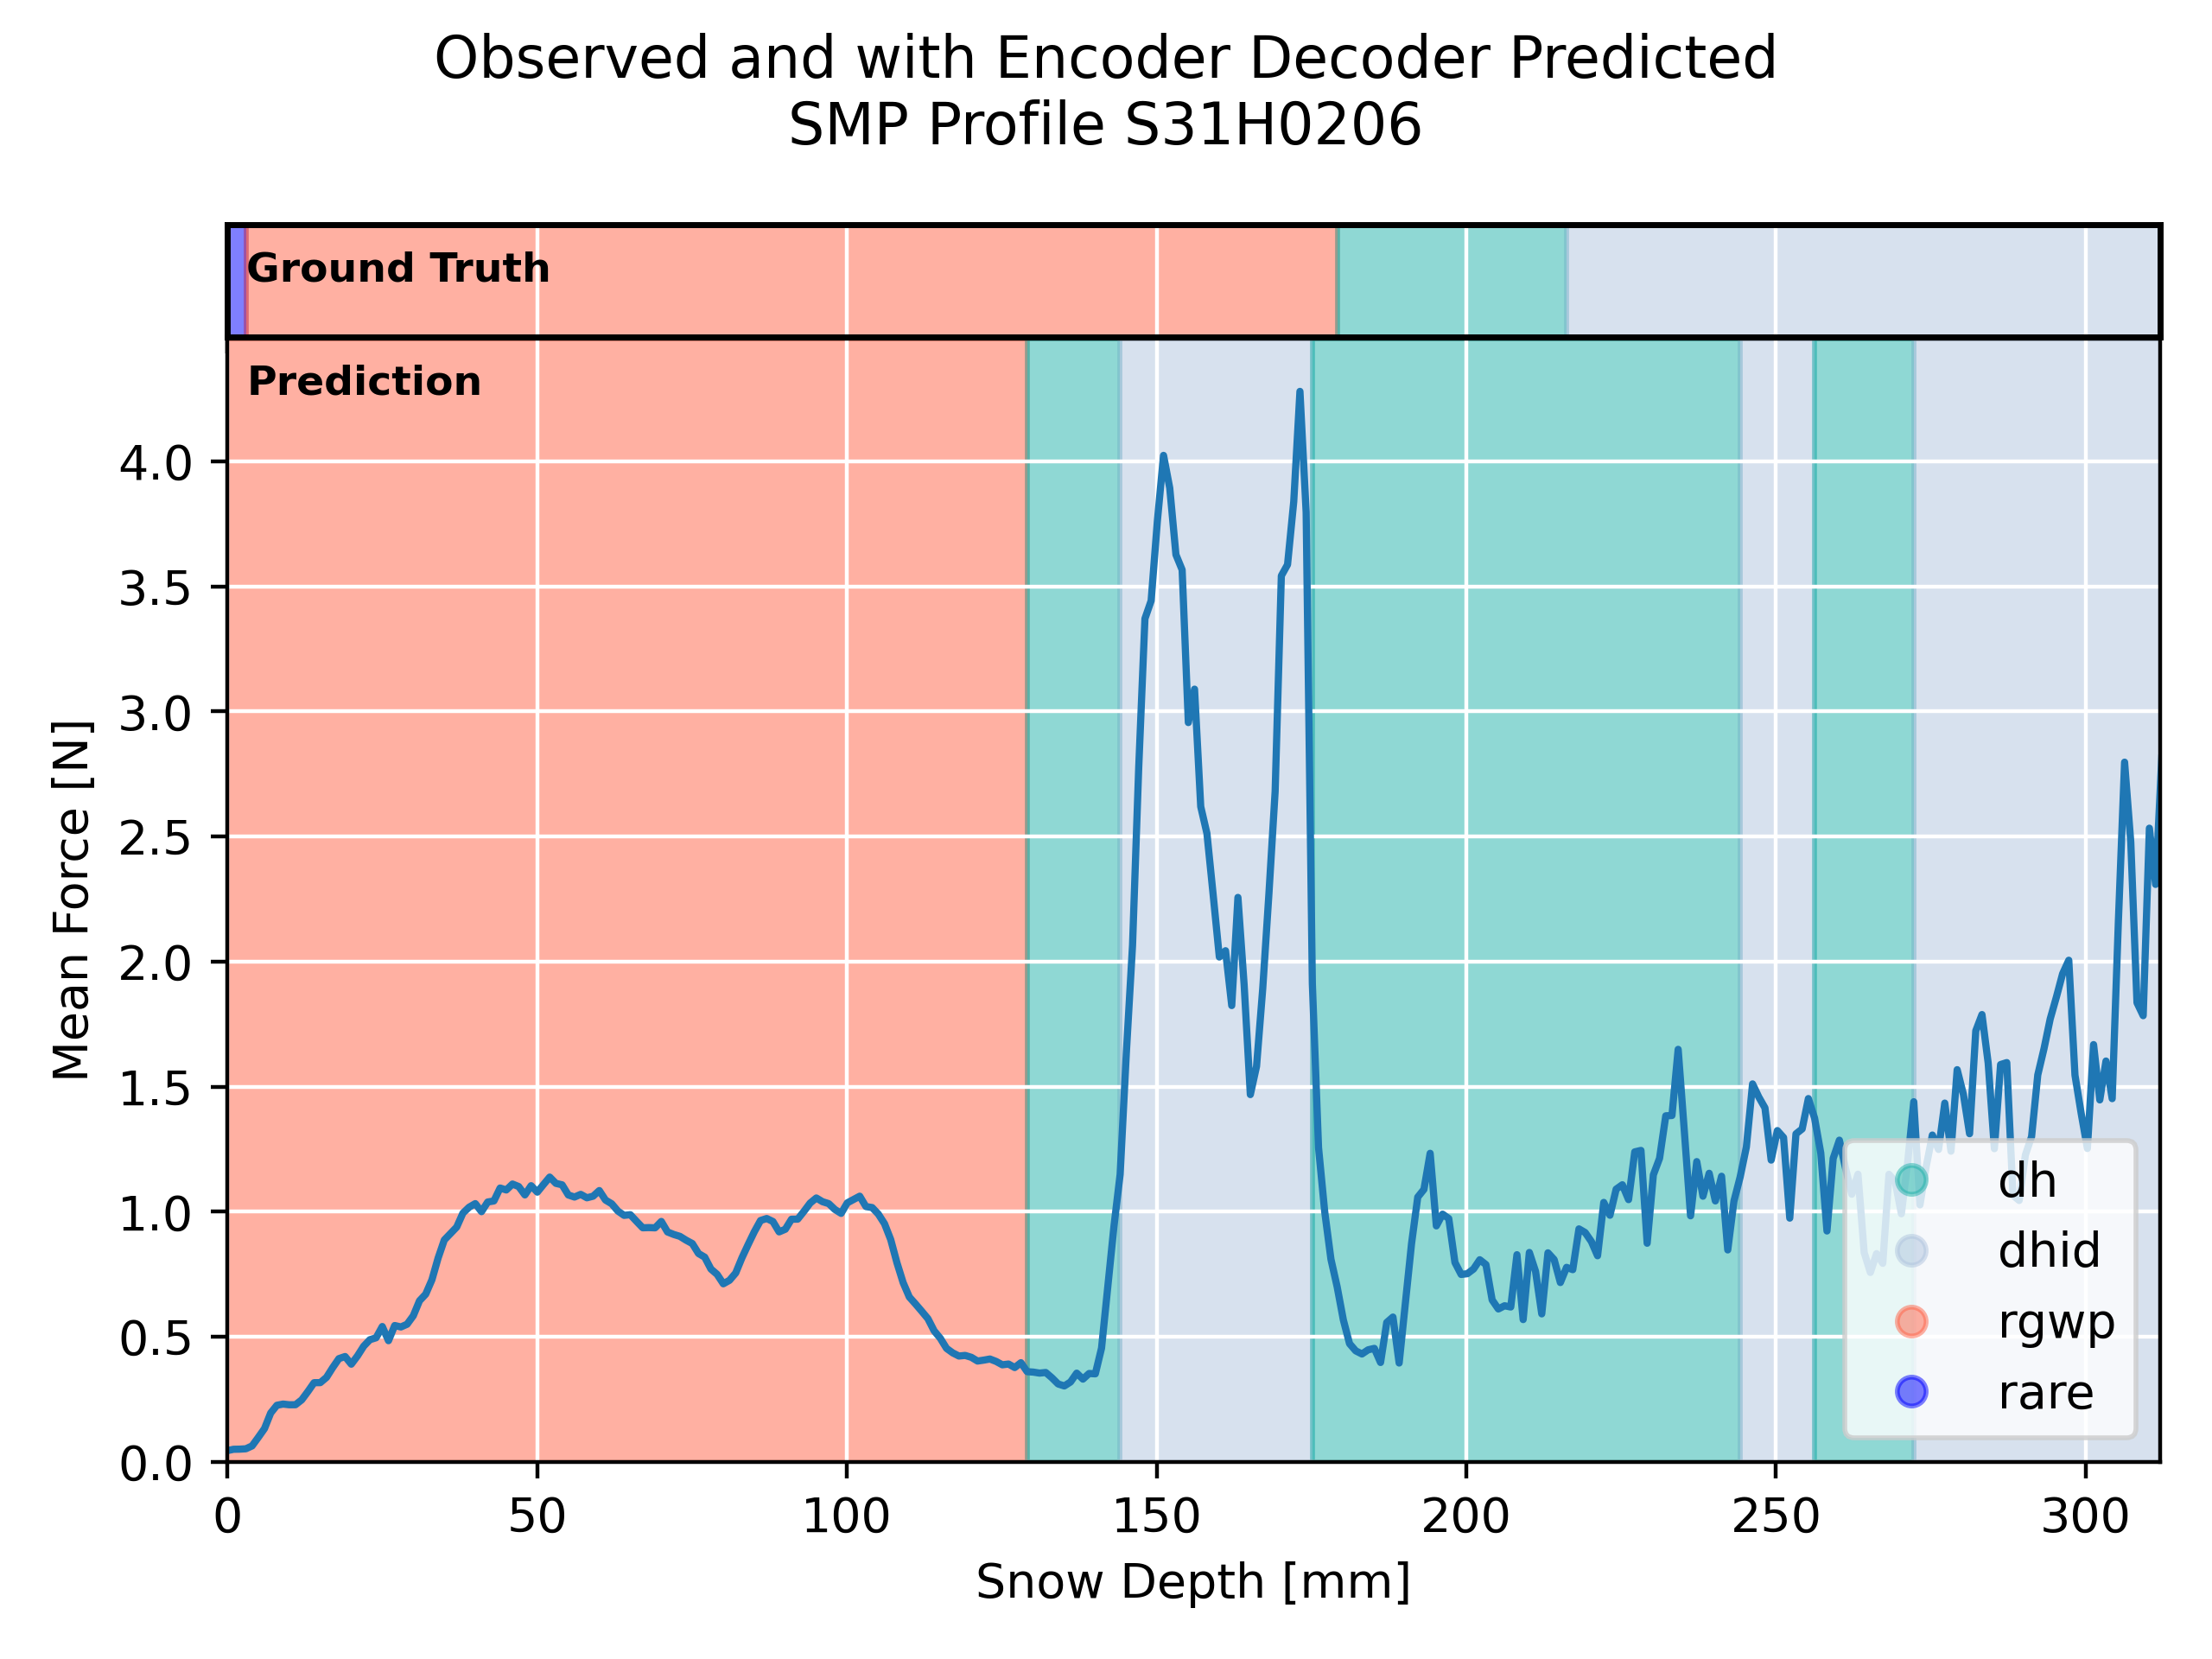 Observed and with Encoder Decoder Predicted
SMP Profile S31H0206
Ground Truth
Prediction
4.0
3.5
3.0
2.5
2.0
1.5
1.0
0.5
0.0
Mean Force [N]
dh
dhid
rgwp
rare
0 50 100 150 200 250 300
Snow Depth [mm]